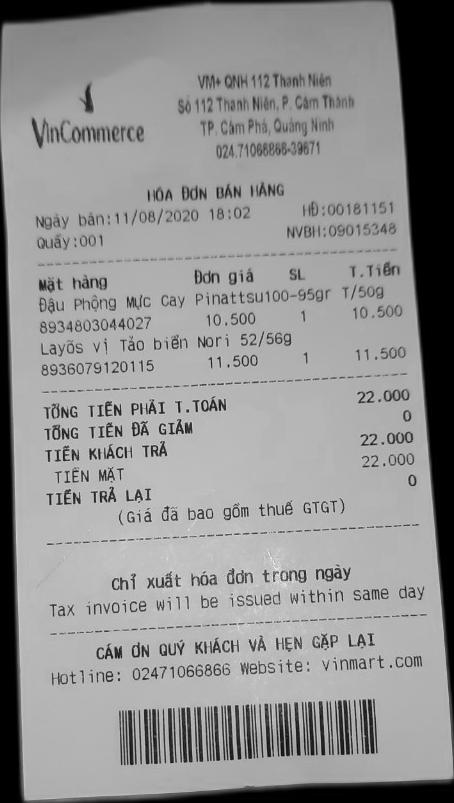 VinCommerce
VM+ QNH 112 Thanh Niên
Số 112 Thanh Niên, P. Cẩm Thành
TP. Cẩm Phả, Quảng Ninh
024.71066866-39671
HÓA ĐƠN BÁN HÀNG
Ngày bán:11/08/2020 18:02 HĐ:00181151
Quầy:001 NVBH:09015348
Mặt hàng Đơn giá SL T.Tiền
Đậu Phộng Mực Cay Pinattsu100-95gr T/50g
8934803044027 10.500 1 10.500
Layõs vị Tảo biển Nori 52/56g
8936079120115 11.500 1 11.500
TỔNG TIỀN PHẢI T.TOÁN 22.000
TỔNG TIỀN ĐÃ GIẢM 0
TIỀN KHÁCH TRẢ 22.000
TIỀN MẶT 22.000
TIỀN TRẢ LẠI 0
(Giá đã bao gồm thuế GTGT)
Chỉ xuất hóa đơn trong ngày
Tax invoice will be issued within same day
CẢM ƠN QUÝ KHÁCH VÀ HẸN GẶP LẠI
Hotline: 02471066866 Website: vinmart.com